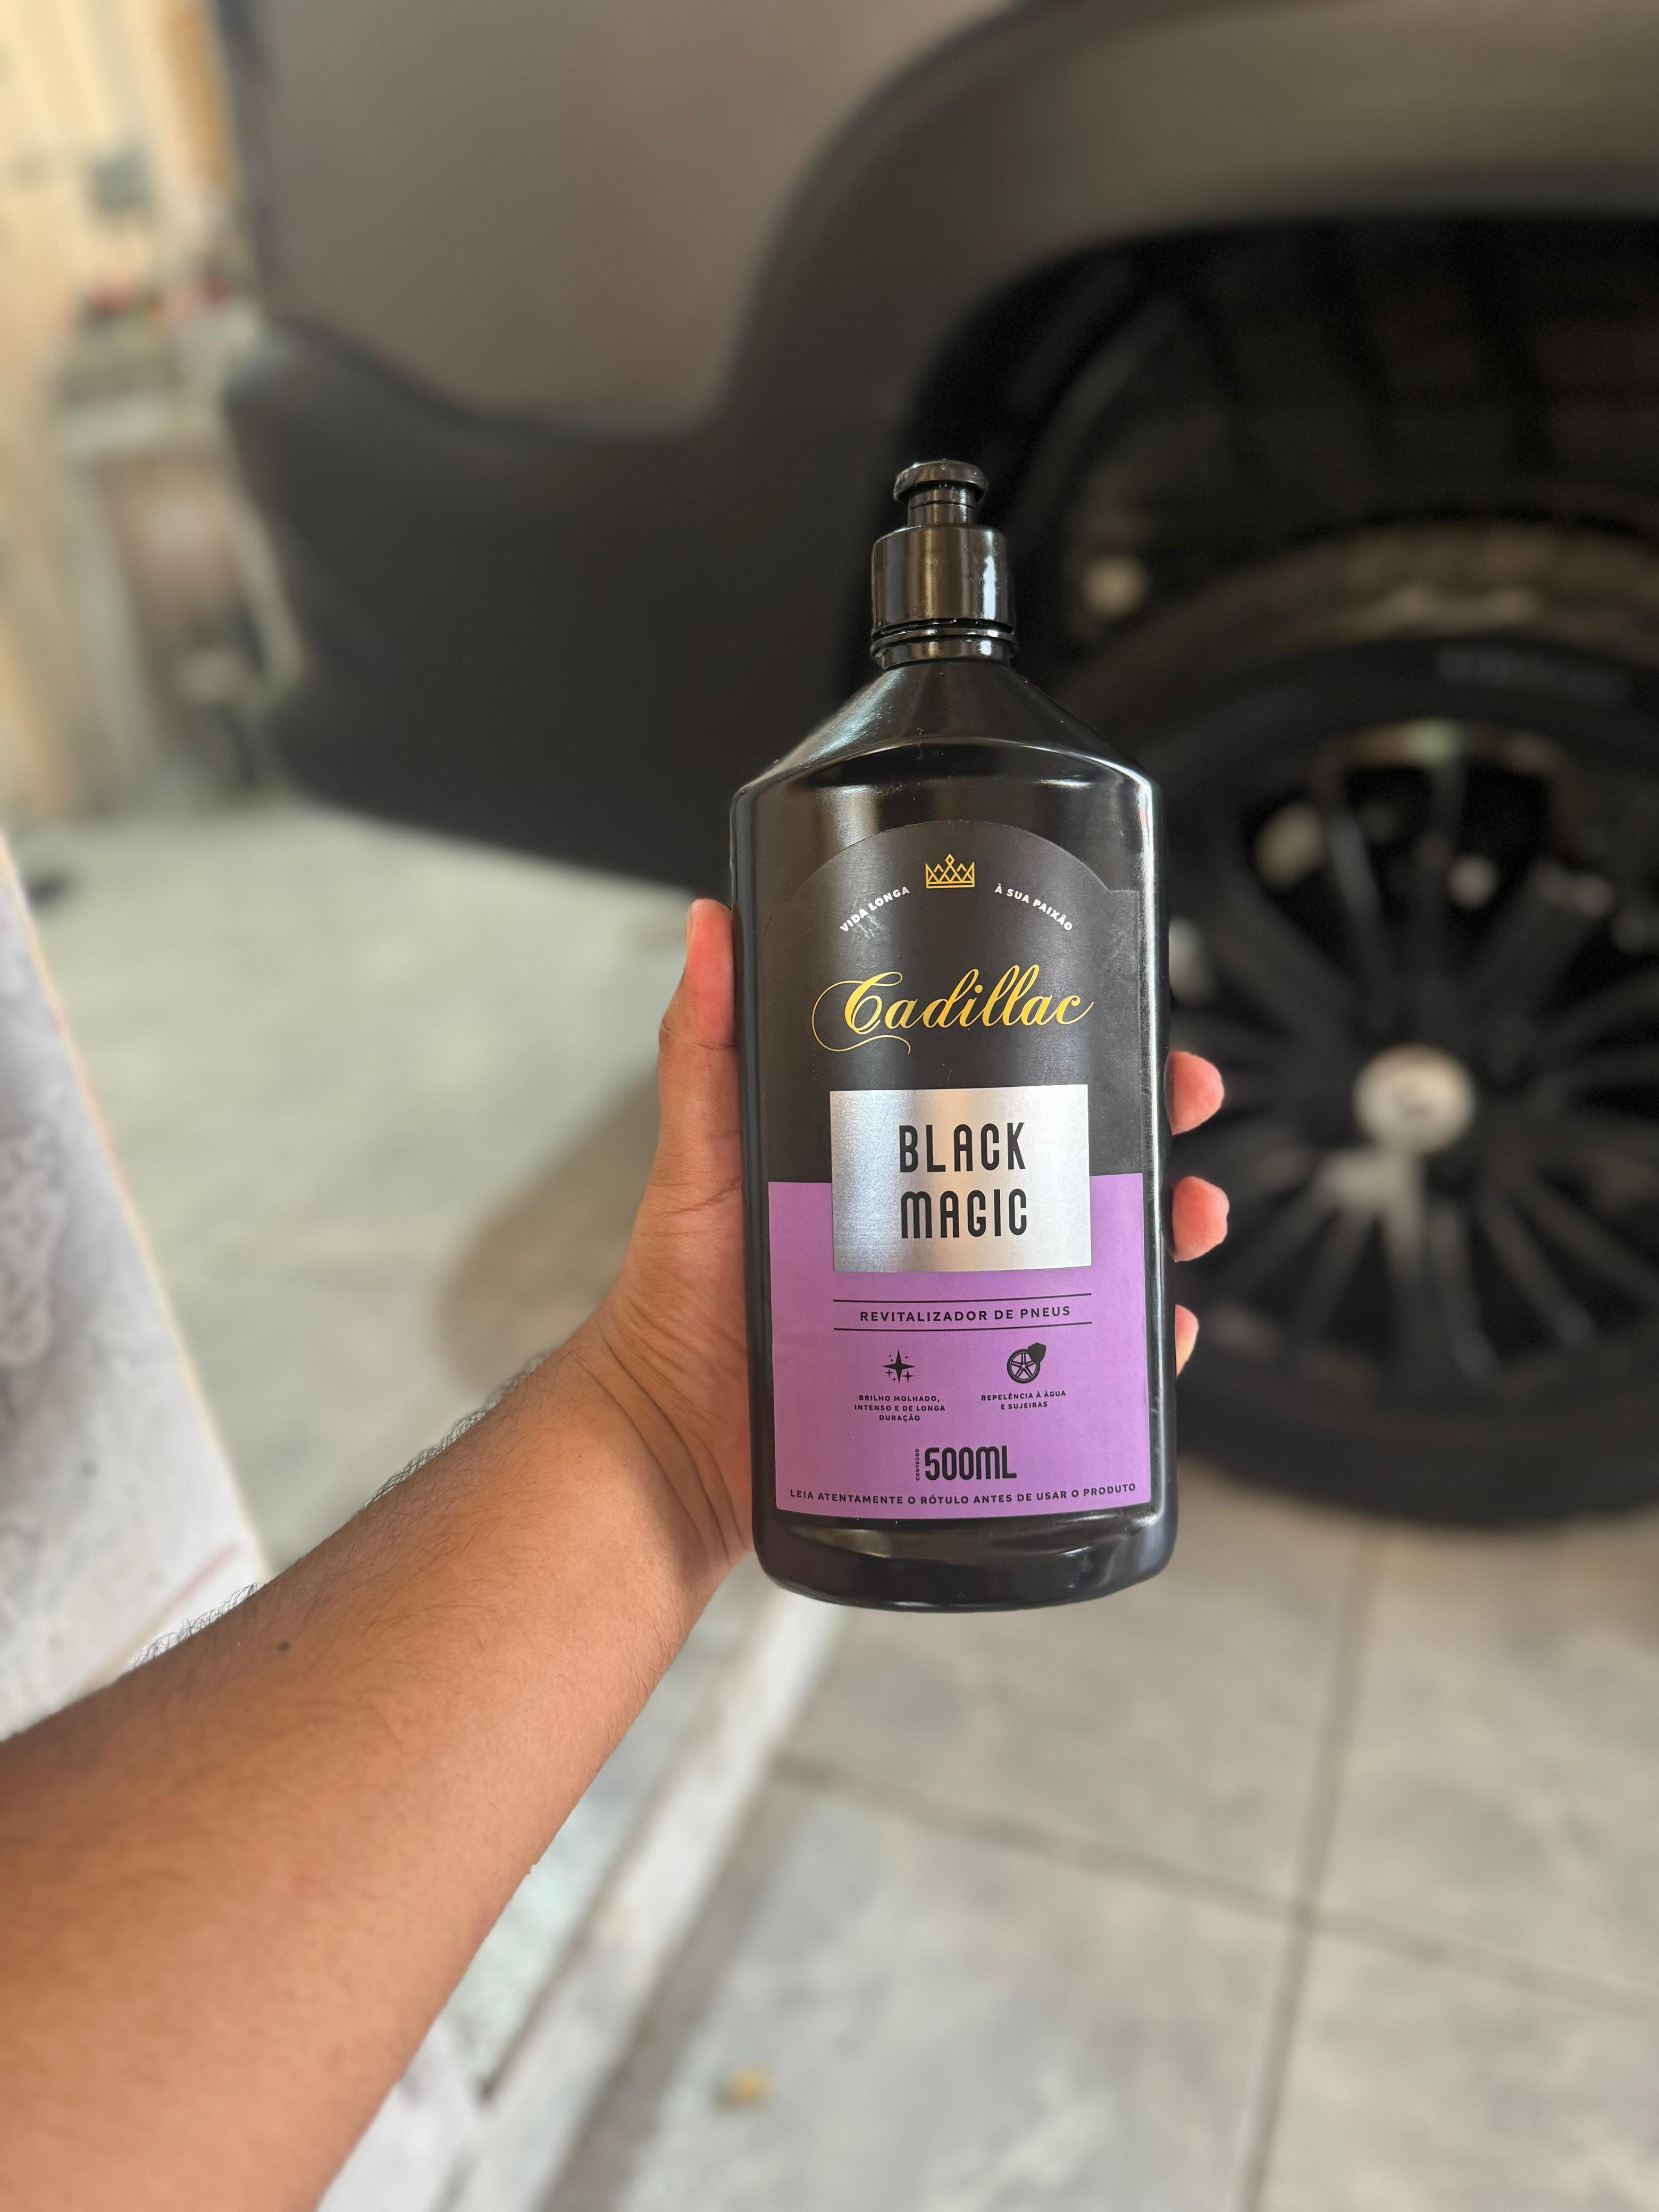 VIDA LONGA À SUA PAIXÃO
Cadillac
BLACK
MAGIC
REVITALIZADOR DE PNEUS
BRILHO MOLHADO,
INTENSO E DE LONGA
DURAÇÃO
REPELÊNCIA À ÁGUA
E SUJEIRAS
CONTEÚDO
500ML
LEIA ATENTAMENTE O RÓTULO ANTES DE USAR O PRODUTO